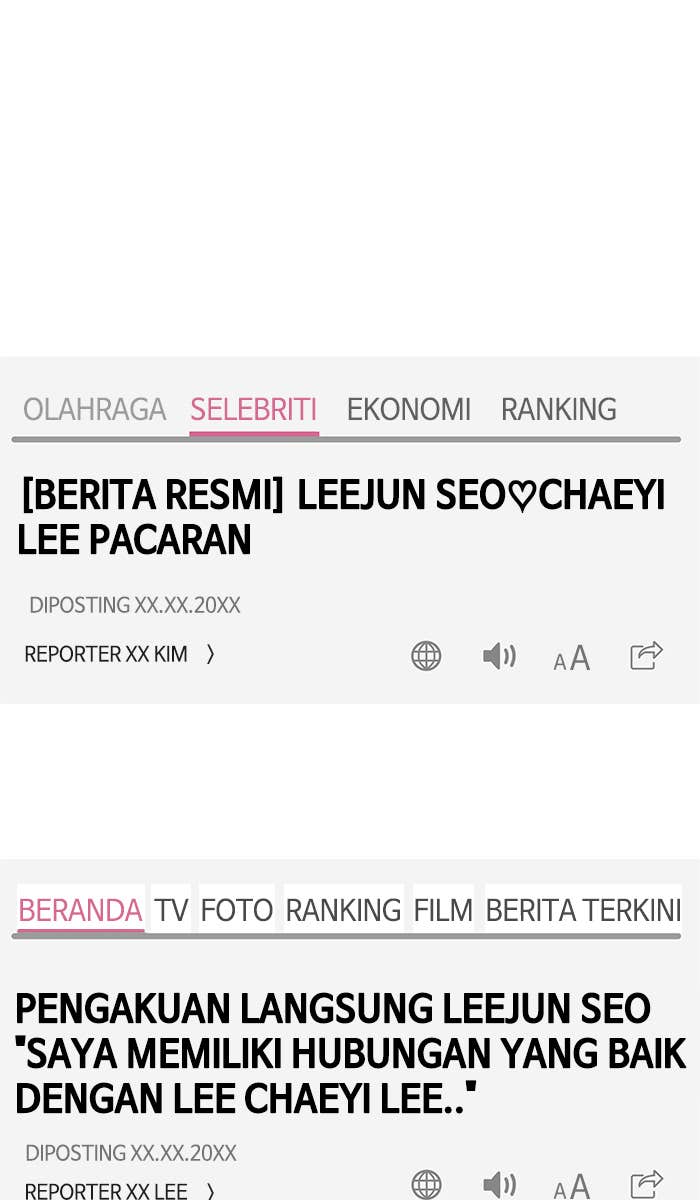 OLAHRAGA SELEBRITI EKONOMI RANKING
[BERITA RESMI] LEEJUN SEO♡CHAEYI
LEE PACARAN
DIPOSTING XX.XX.20XX
REPORTER XX KIM 〉
AA
BERANDA TV FOTO RANKING FILM BERITA TERKINI
PENGAKUAN LANGSUNG LEEJUN SEO
"SAYA MEMILIKI HUBUNGAN YANG BAIK
DENGAN LEE CHAEYI LEE.."
DIPOSTING XX.XX.20XX
REPORTER XX LEE 〉
AA